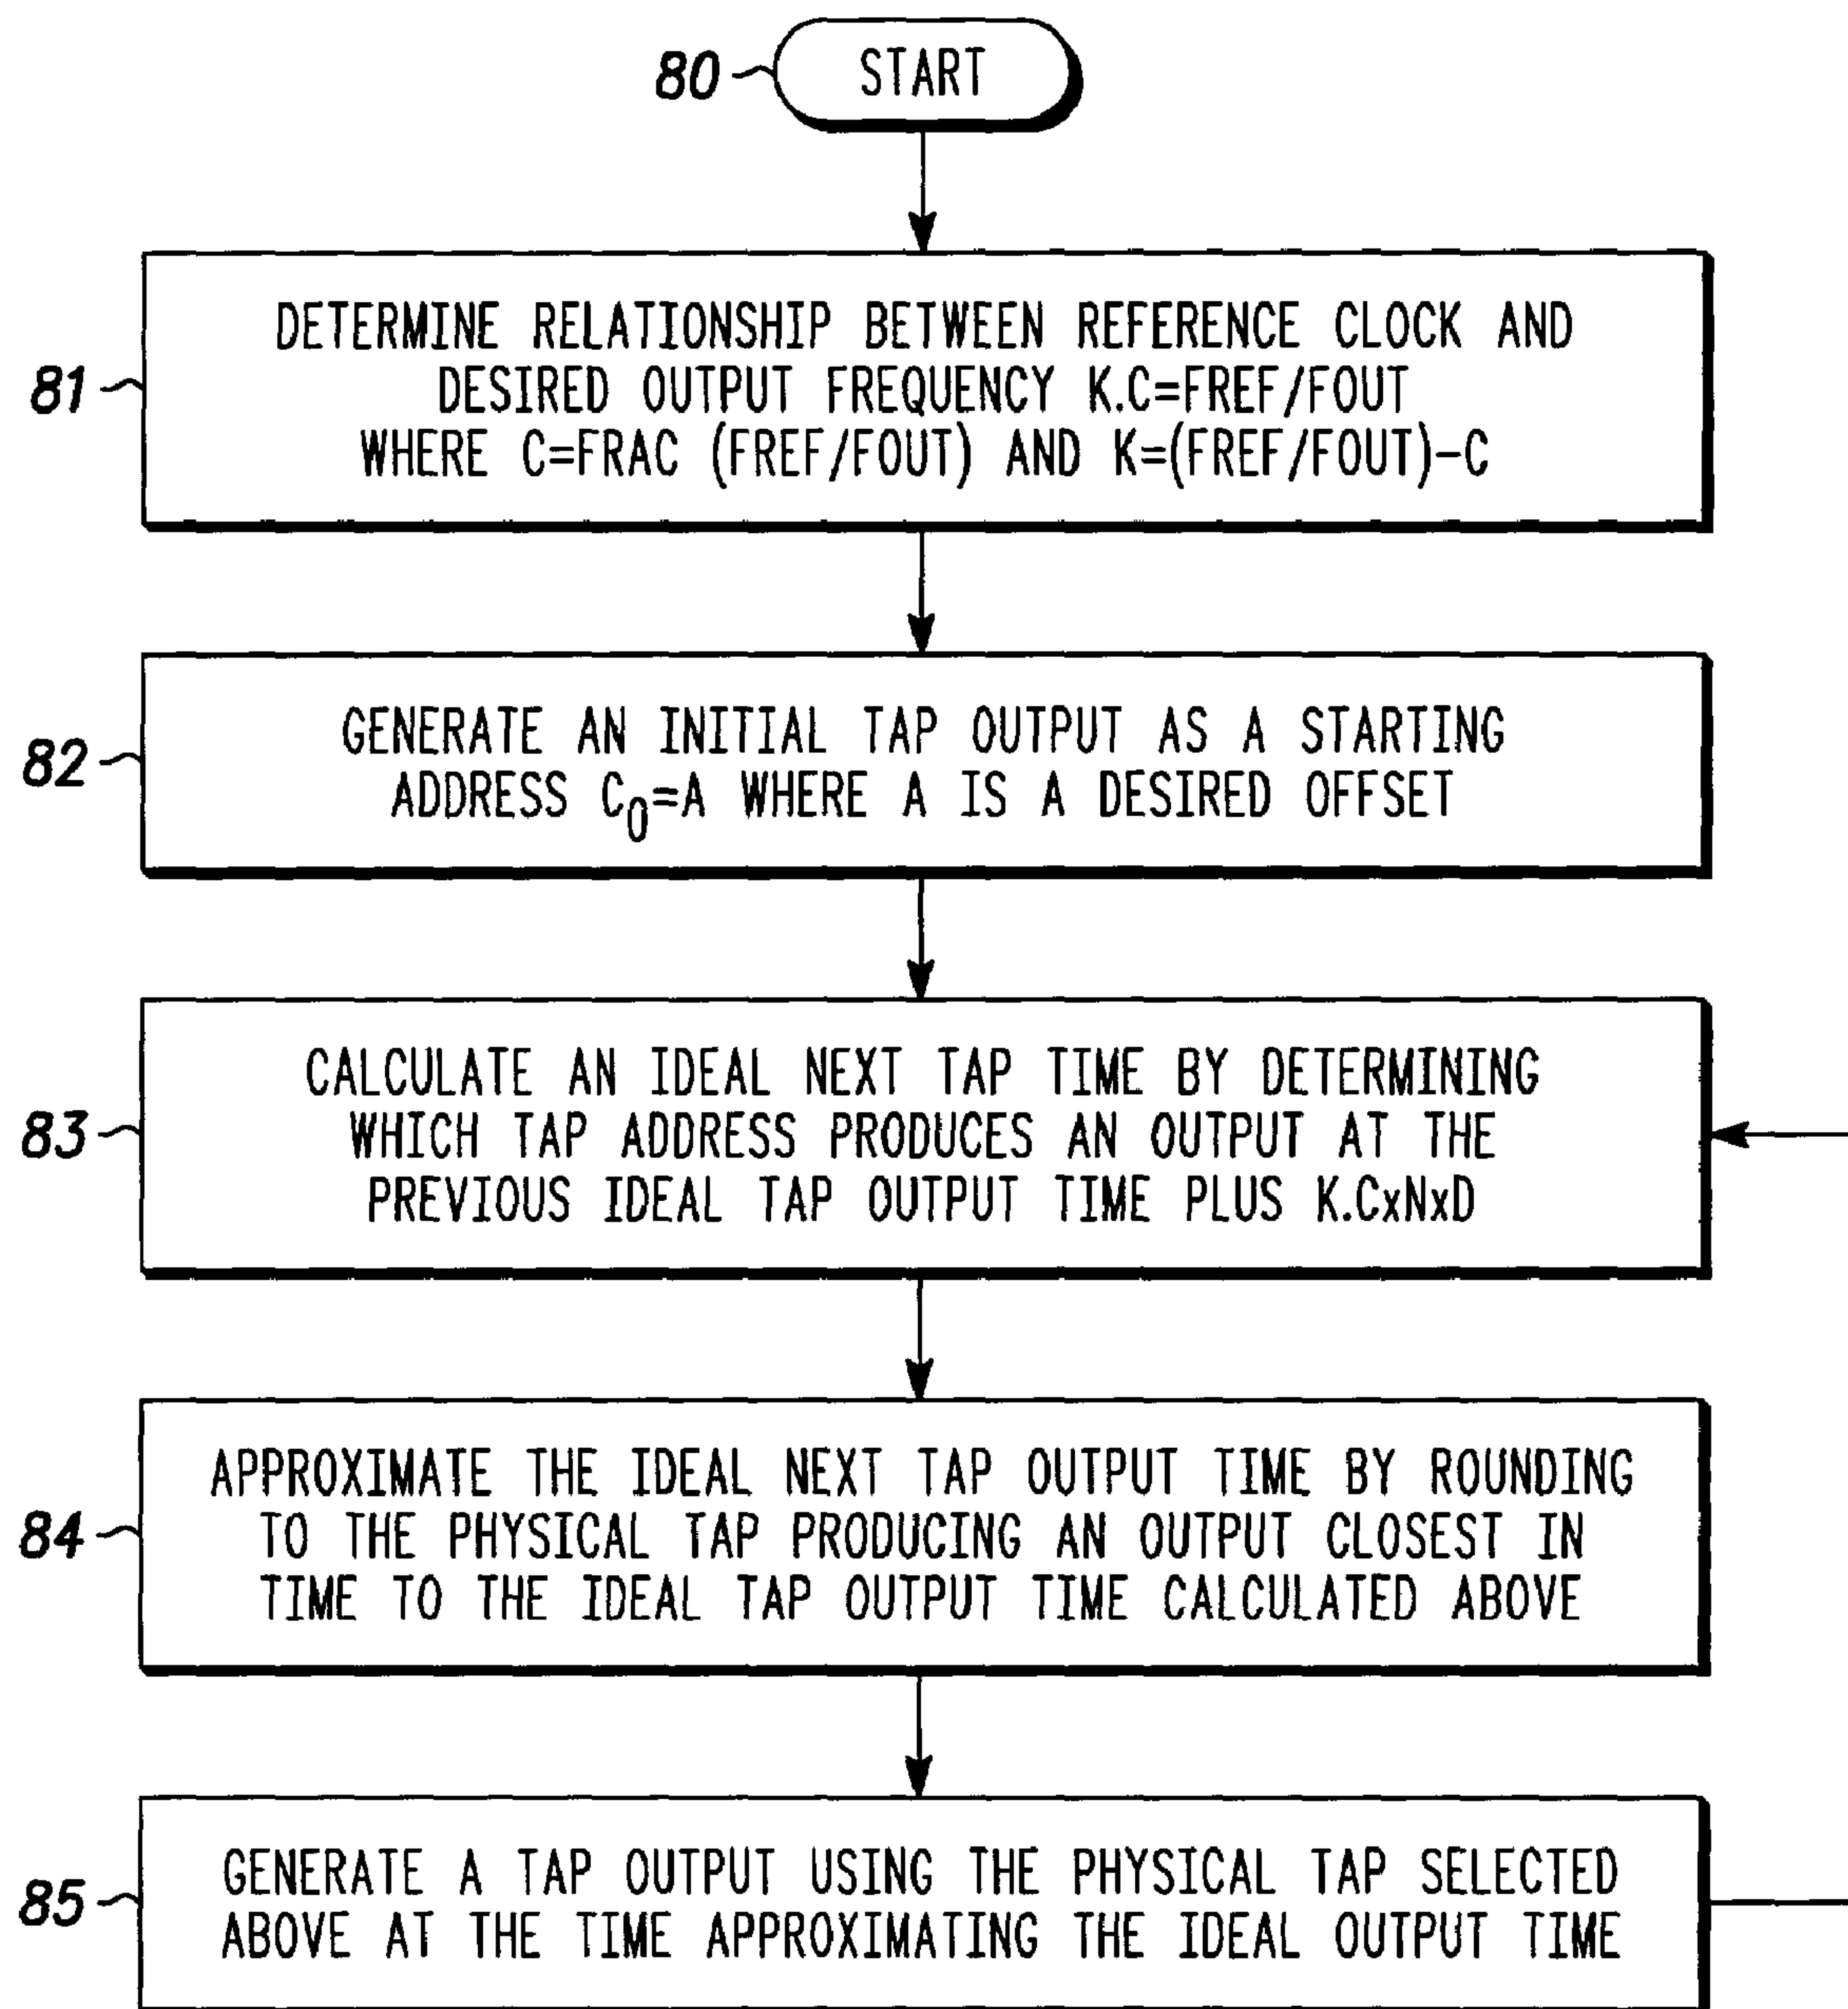 80 START
81 DETERMINE RELATIONSHIP BETWEEN REFERENCE CLOCK AND
DESIRED OUTPUT FREQUENCY K.C=FREF/FOUT
WHERE C=FRAC (FREF/FOUT) AND K=(FREF/FOUT)-C
82 GENERATE AN INITIAL TAP OUTPUT AS A STARTING
ADDRESS C₀=A WHERE A IS A DESIRED OFFSET
83 CALCULATE AN IDEAL NEXT TAP TIME BY DETERMINING
WHICH TAP ADDRESS PRODUCES AN OUTPUT AT THE
PREVIOUS IDEAL TAP OUTPUT TIME PLUS K.CxNxD
84 APPROXIMATE THE IDEAL NEXT TAP OUTPUT TIME BY ROUNDING
TO THE PHYSICAL TAP PRODUCING AN OUTPUT CLOSEST IN
TIME TO THE IDEAL TAP OUTPUT TIME CALCULATED ABOVE
85 GENERATE A TAP OUTPUT USING THE PHYSICAL TAP SELECTED
ABOVE AT THE TIME APPROXIMATING THE IDEAL OUTPUT TIME